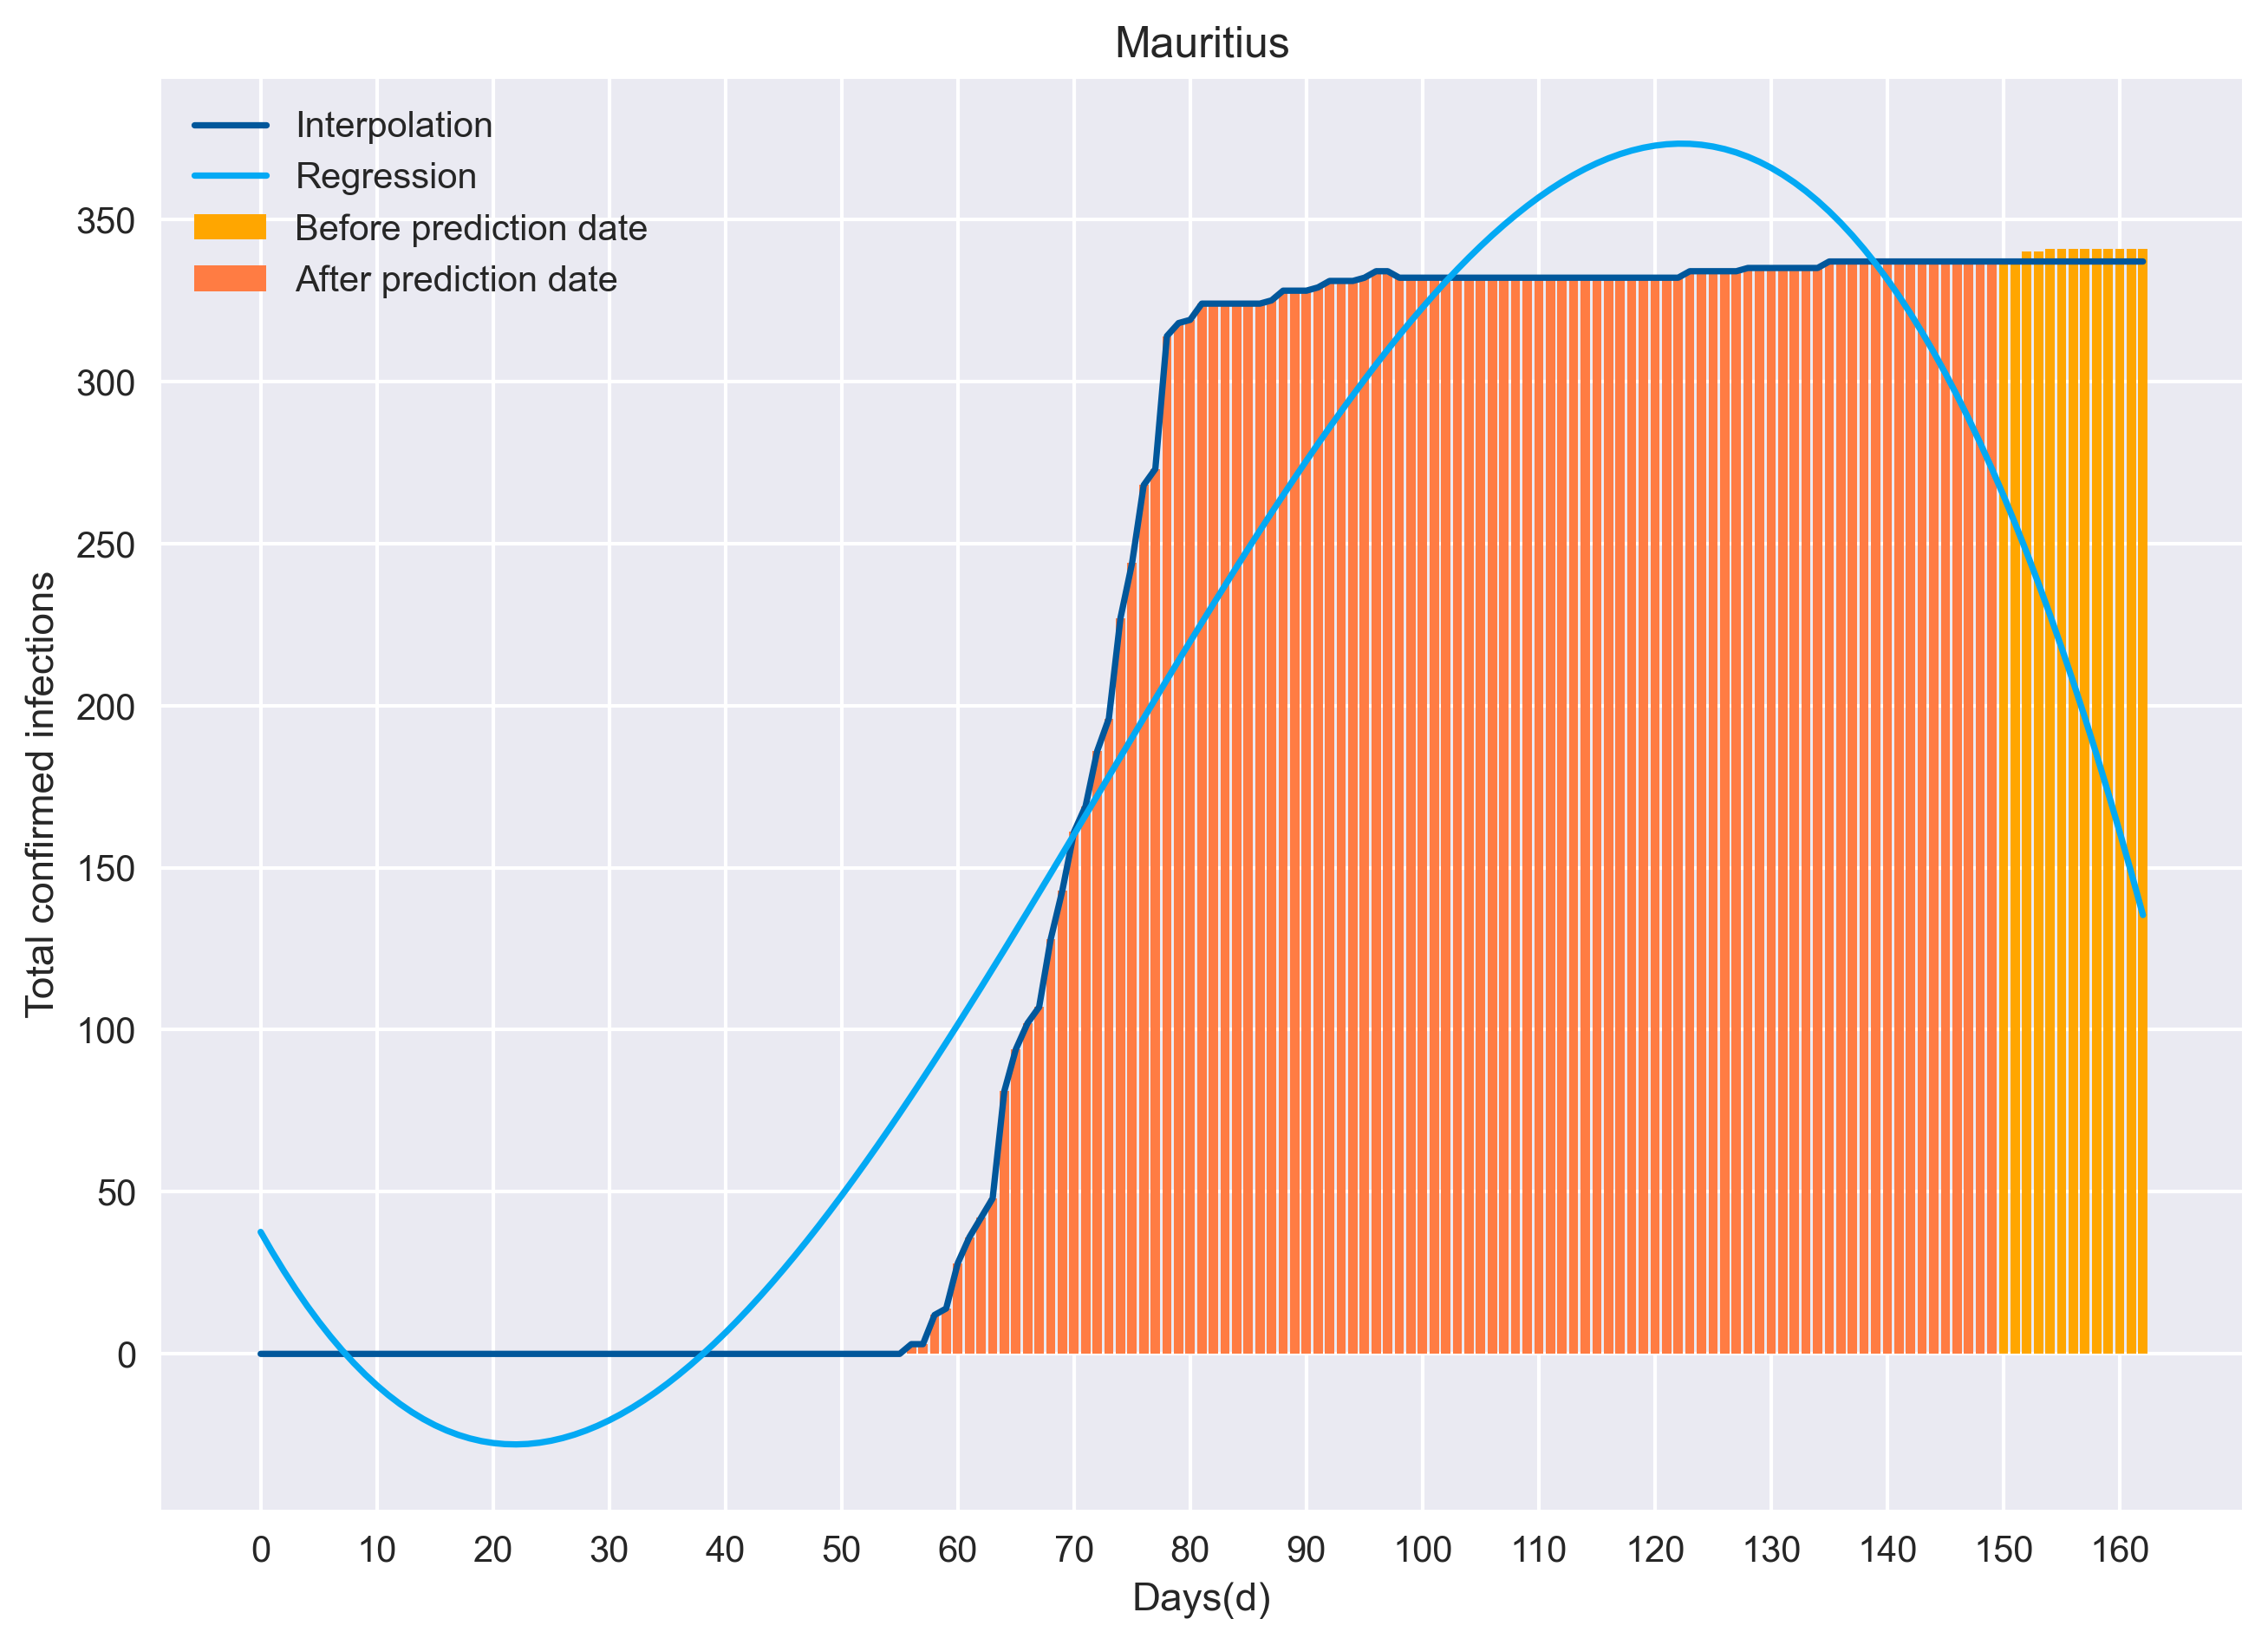 Mauritius
Interpolation
Regression
Before prediction date
After prediction date
350
300
250
200
150
100
50
0
Total confirmed infections
0 10 20 30 40 50 60 70 80 90 100 110 120 130 140 150 160
Days(d)